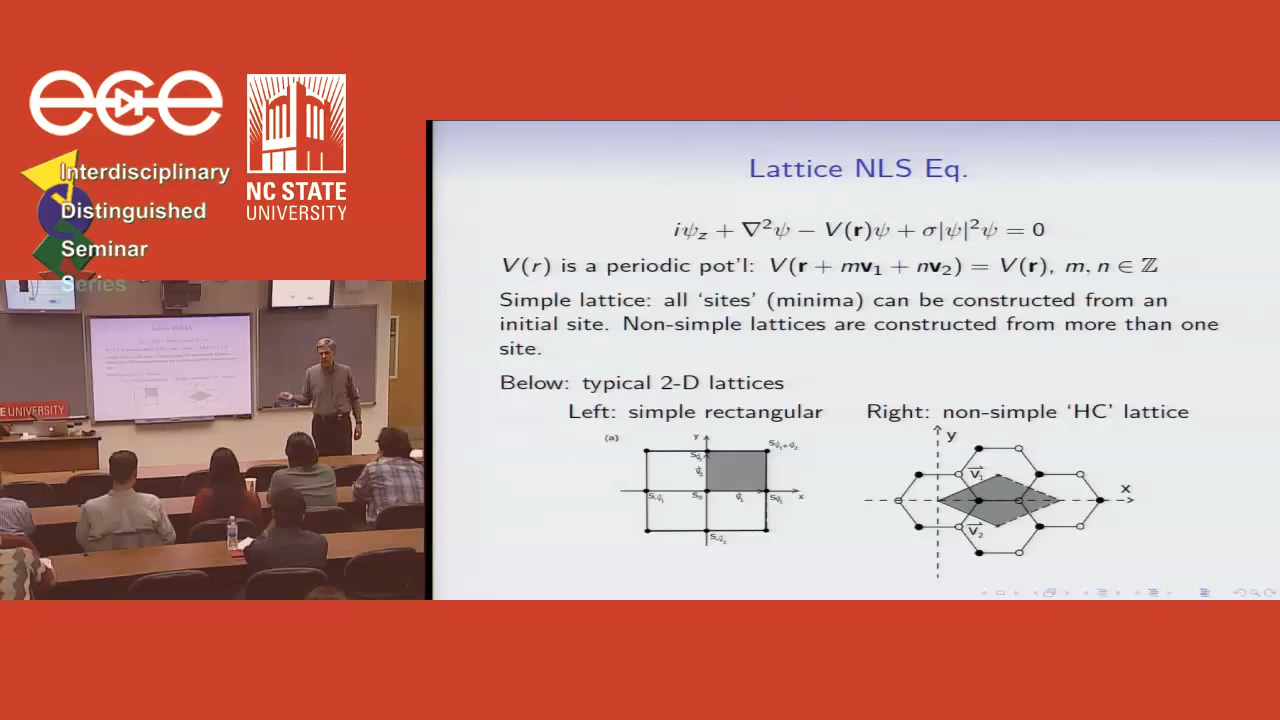 ece
Interdisciplinary
Distinguished
Seminar
Series
NC STATE
UNIVERSITY
E UNIVERSITY
Lattice NLS Eq.
iψ_z + ∇²ψ − V(r)ψ + σ|ψ|²ψ = 0
V(r) is a periodic pot'l: V(r + mv₁ + nv₂) = V(r), m, n ∈ ℤ
Simple lattice: all 'sites' (minima) can be constructed from an
initial site. Non-simple lattices are constructed from more than one
site.
Below: typical 2-D lattices
Left: simple rectangular
Right: non-simple 'HC' lattice
(a)
y
x
y
V₁
x
V₂